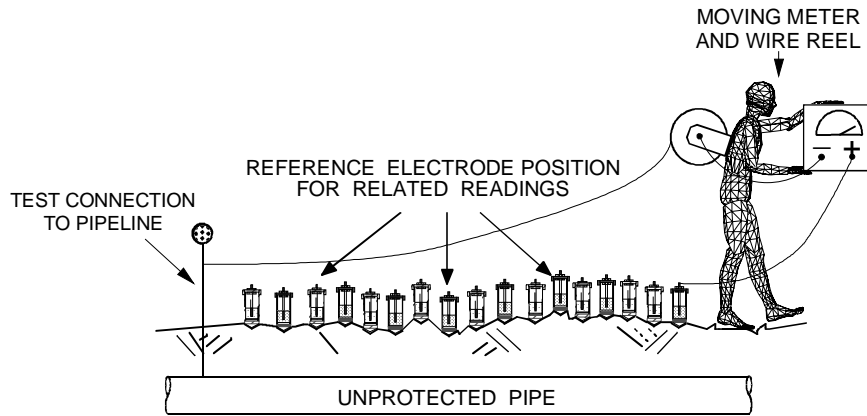 MOVING METER
AND WIRE REEL
REFERENCE ELECTRODE POSITION
FOR RELATED READINGS
TEST CONNECTION
TO PIPELINE
– +
UNPROTECTED PIPE